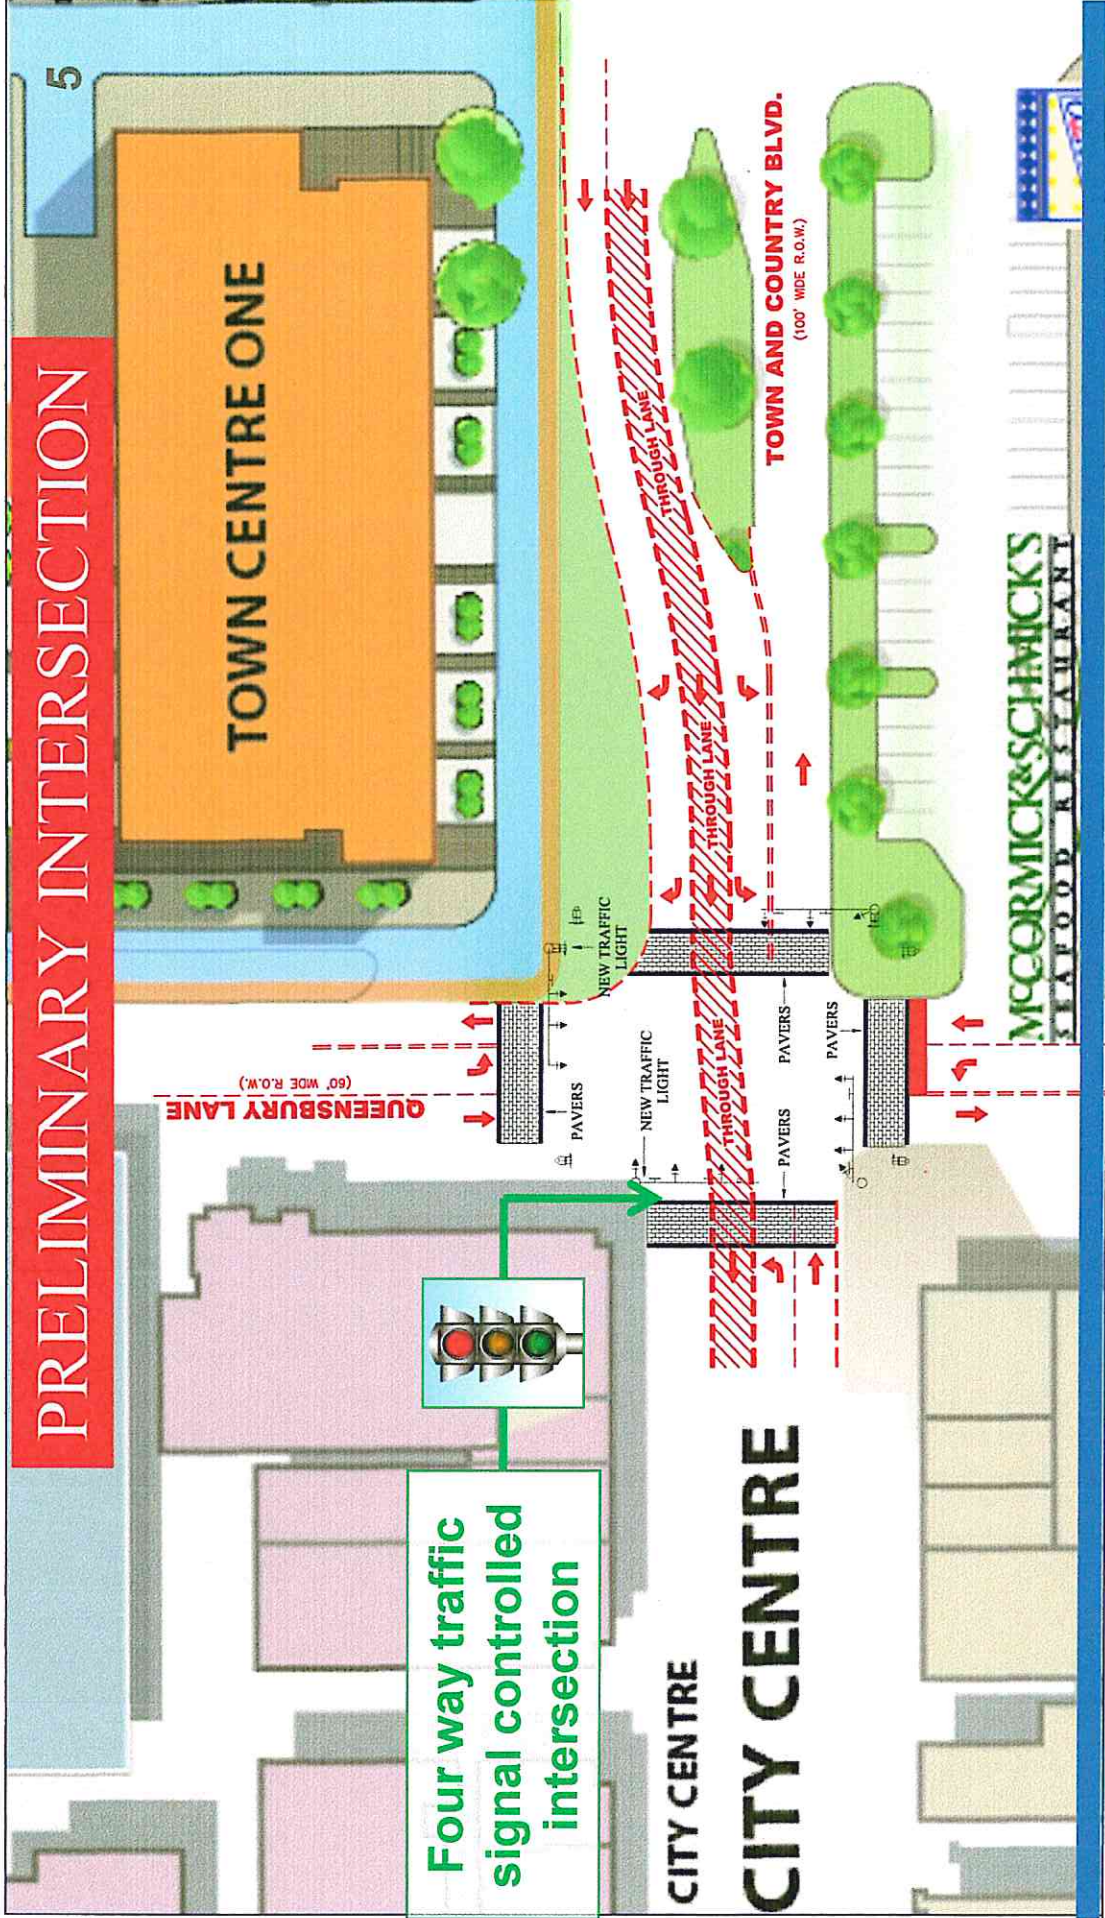 PRELIMINARY INTERSECTION
5
TOWN CENTRE ONE
Four way traffic
signal controlled
intersection
QUEENSBURY LANE
(60' WIDE R.O.W.)
PAVERS
NEW TRAFFIC
LIGHT
NEW TRAFFIC
LIGHT
THROUGH LANE
THROUGH LANE
THROUGH LANE
TOWN AND COUNTRY BLVD.
(100' WIDE R.O.W.)
PAVERS
PAVERS
PAVERS
CITY CENTRE
CITY CENTRE
McCORMICK & SCHMICK'S
SEAFOOD RESTAURANT